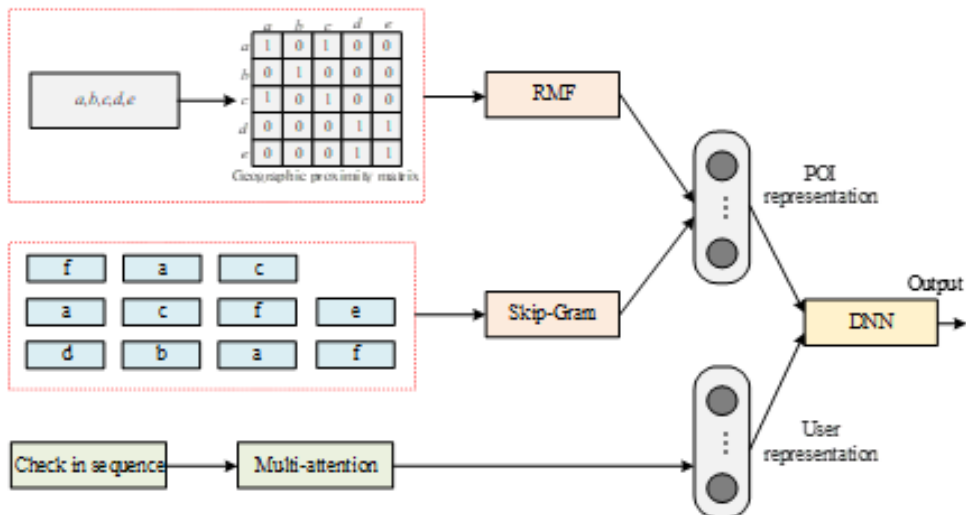 a b c d e
a 1 0 1 0 0
b 0 1 0 0 0
a,b,c,d,e
c 1 0 1 0 0
d 0 0 0 1 1
e 0 0 0 1 1
Geographic proximity matrix
RMF
POI
representation
f a c
a c f e
d b a f
Skip-Gram
Output
DNN
User
representation
Check in sequence
Multi-attention